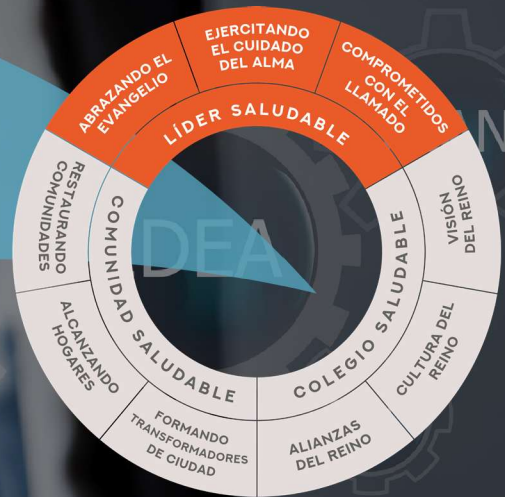 ABRAZANDO EL
EVANGELIO
EJERCITANDO
EL CUIDADO
DEL ALMA
COMPROMETIDOS
CON EL
LLAMADO
LÍDER SALUDABLE
VISIÓN
DEL REINO
CULTURA DEL
REINO
ALIANZAS
DEL REINO
COLEGIO SALUDABLE
FORMANDO
TRANSFORMADORES
DE CIUDAD
ALCANZANDO
HOGARES
RESTAURANDO
COMUNIDADES
COMUNIDAD SALUDABLE
IDEA